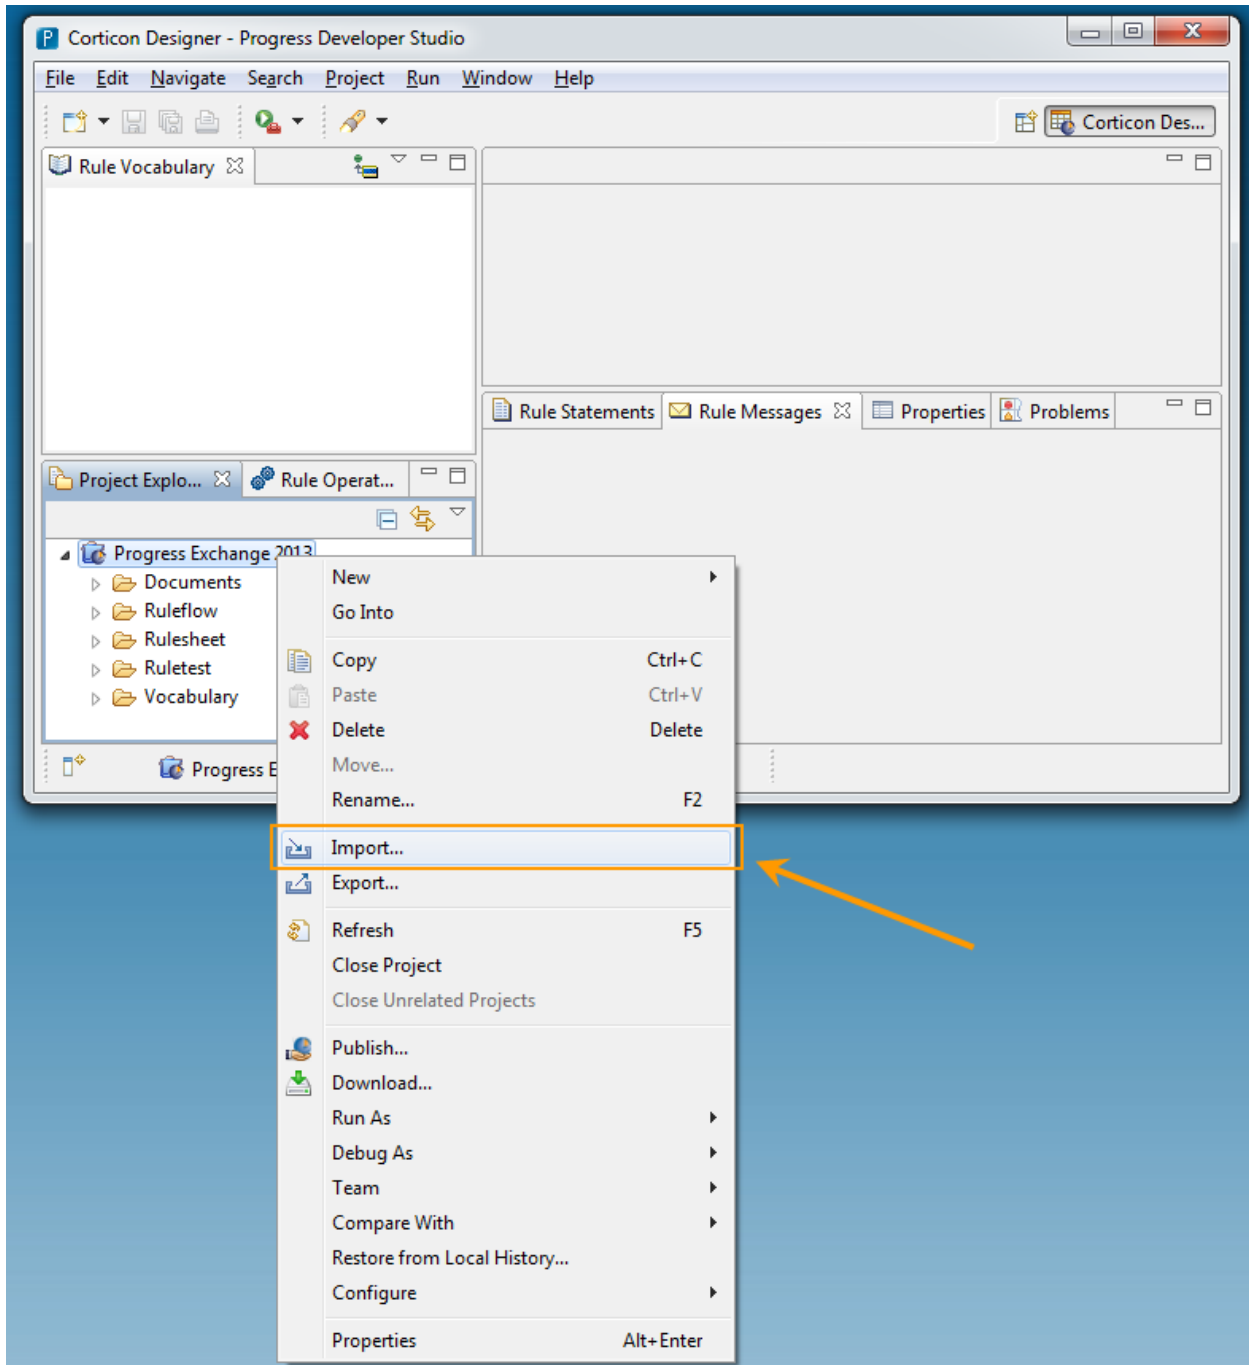 Corticon Designer - Progress Developer Studio
File Edit Navigate Search Project Run Window Help
Corticon Des...
Rule Vocabulary
Rule Statements Rule Messages Properties Problems
Project Explo... Rule Operat...
Progress Exchange 2013
Documents
Ruleflow
Rulesheet
Ruletest
Vocabulary
Progress E
New
Go Into
Copy Ctrl+C
Paste Ctrl+V
Delete Delete
Move...
Rename... F2
Import...
Export...
Refresh F5
Close Project
Close Unrelated Projects
Publish...
Download...
Run As
Debug As
Team
Compare With
Restore from Local History...
Configure
Properties Alt+Enter